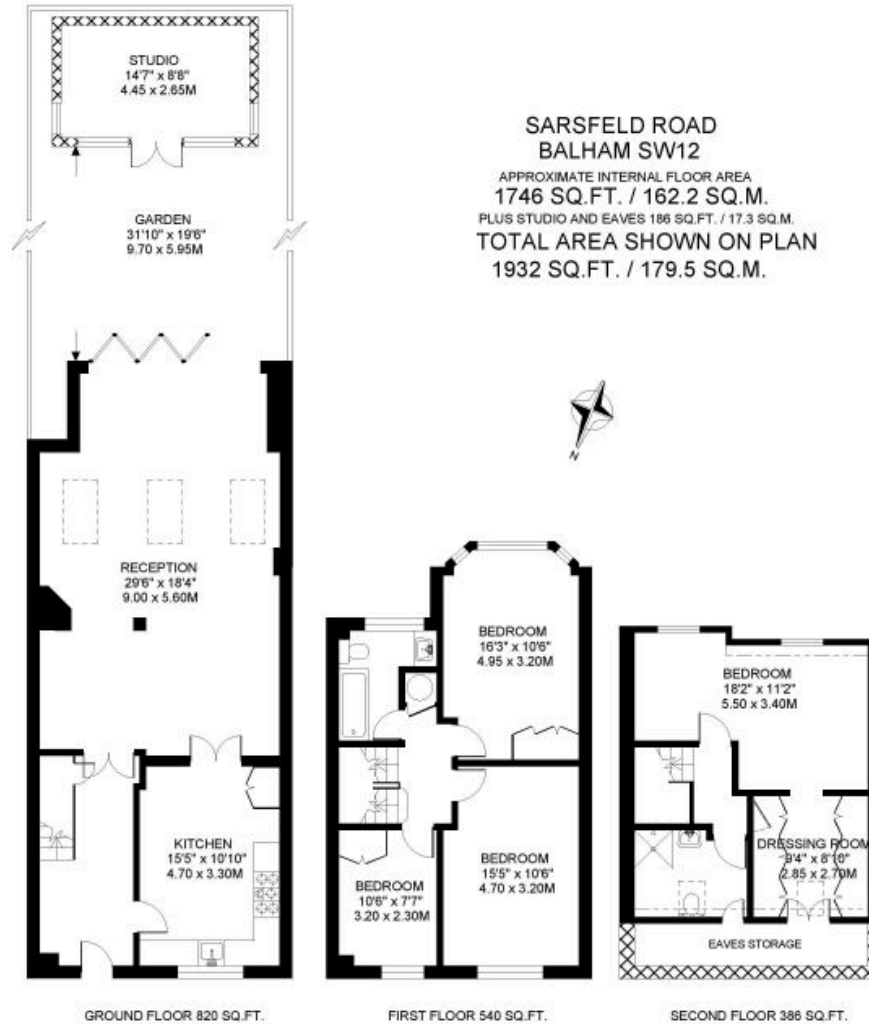 STUDIO
14'7" x 8'8"
4.45 x 2.65M
SARSFELD ROAD
BALHAM SW12
APPROXIMATE INTERNAL FLOOR AREA
1746 SQ.FT. / 162.2 SQ.M.
PLUS STUDIO AND EAVES 186 SQ.FT. / 17.3 SQ.M.
TOTAL AREA SHOWN ON PLAN
1932 SQ.FT. / 179.5 SQ.M.
GARDEN
31'10" x 19'6"
9.70 x 5.95M
N
RECEPTION
29'6" x 18'4"
9.00 x 5.60M
KITCHEN
15'5" x 10'10"
4.70 x 3.30M
GROUND FLOOR 820 SQ.FT.
BEDROOM
16'3" x 10'6"
4.95 x 3.20M
BEDROOM
15'5" x 10'6"
4.70 x 3.20M
BEDROOM
10'6" x 7'7"
3.20 x 2.30M
FIRST FLOOR 540 SQ.FT.
BEDROOM
18'2" x 11'2"
5.50 x 3.40M
DRESSING ROOM
9'4" x 8'10"
2.85 x 2.70M
EAVES STORAGE
SECOND FLOOR 386 SQ.FT.